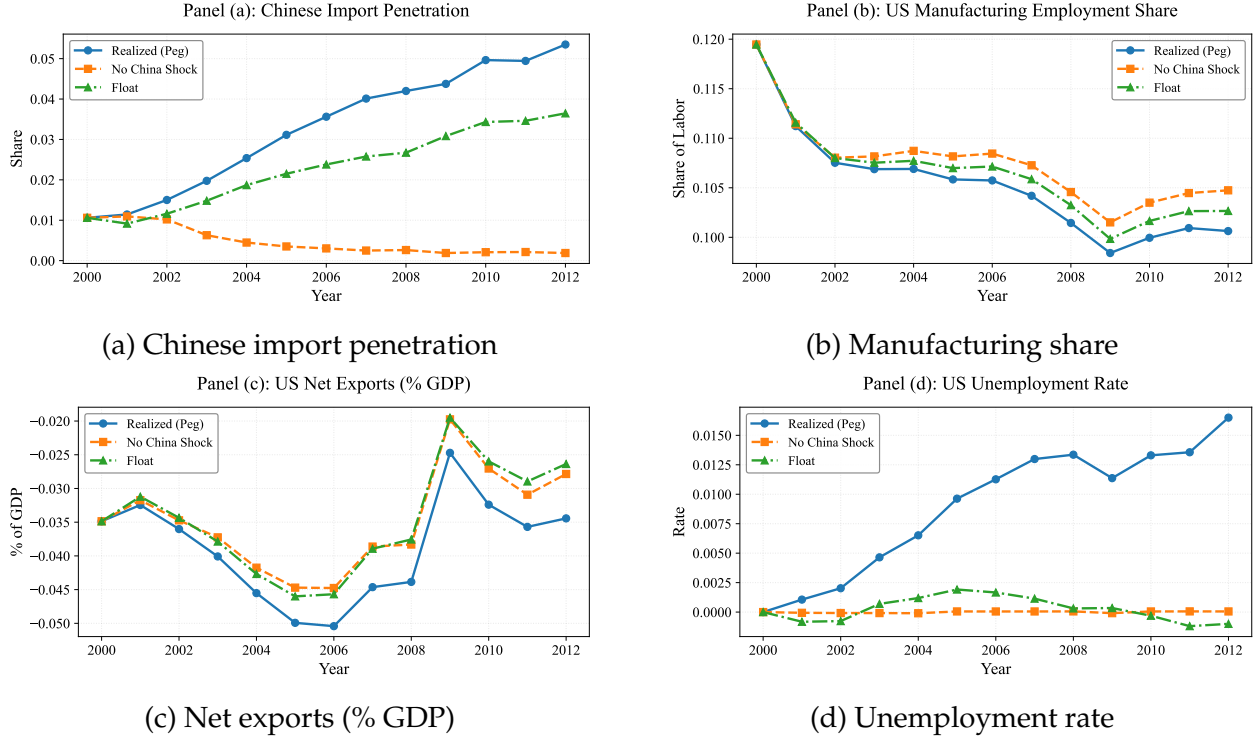 Panel (a): Chinese Import Penetration
Realized (Peg)
No China Shock
Float
Share
0.05
0.04
0.03
0.02
0.01
0.00
2000 2002 2004 2006 2008 2010 2012
Year
(a) Chinese import penetration
Panel (b): US Manufacturing Employment Share
Realized (Peg)
No China Shock
Float
Share of Labor
0.120
0.115
0.110
0.105
0.100
2000 2002 2004 2006 2008 2010 2012
Year
(b) Manufacturing share
Panel (c): US Net Exports (% GDP)
Realized (Peg)
No China Shock
Float
% of GDP
−0.020
−0.025
−0.030
−0.035
−0.040
−0.045
−0.050
2000 2002 2004 2006 2008 2010 2012
Year
(c) Net exports (% GDP)
Panel (d): US Unemployment Rate
Realized (Peg)
No China Shock
Float
Rate
0.0150
0.0125
0.0100
0.0075
0.0050
0.0025
0.0000
2000 2002 2004 2006 2008 2010 2012
Year
(d) Unemployment rate